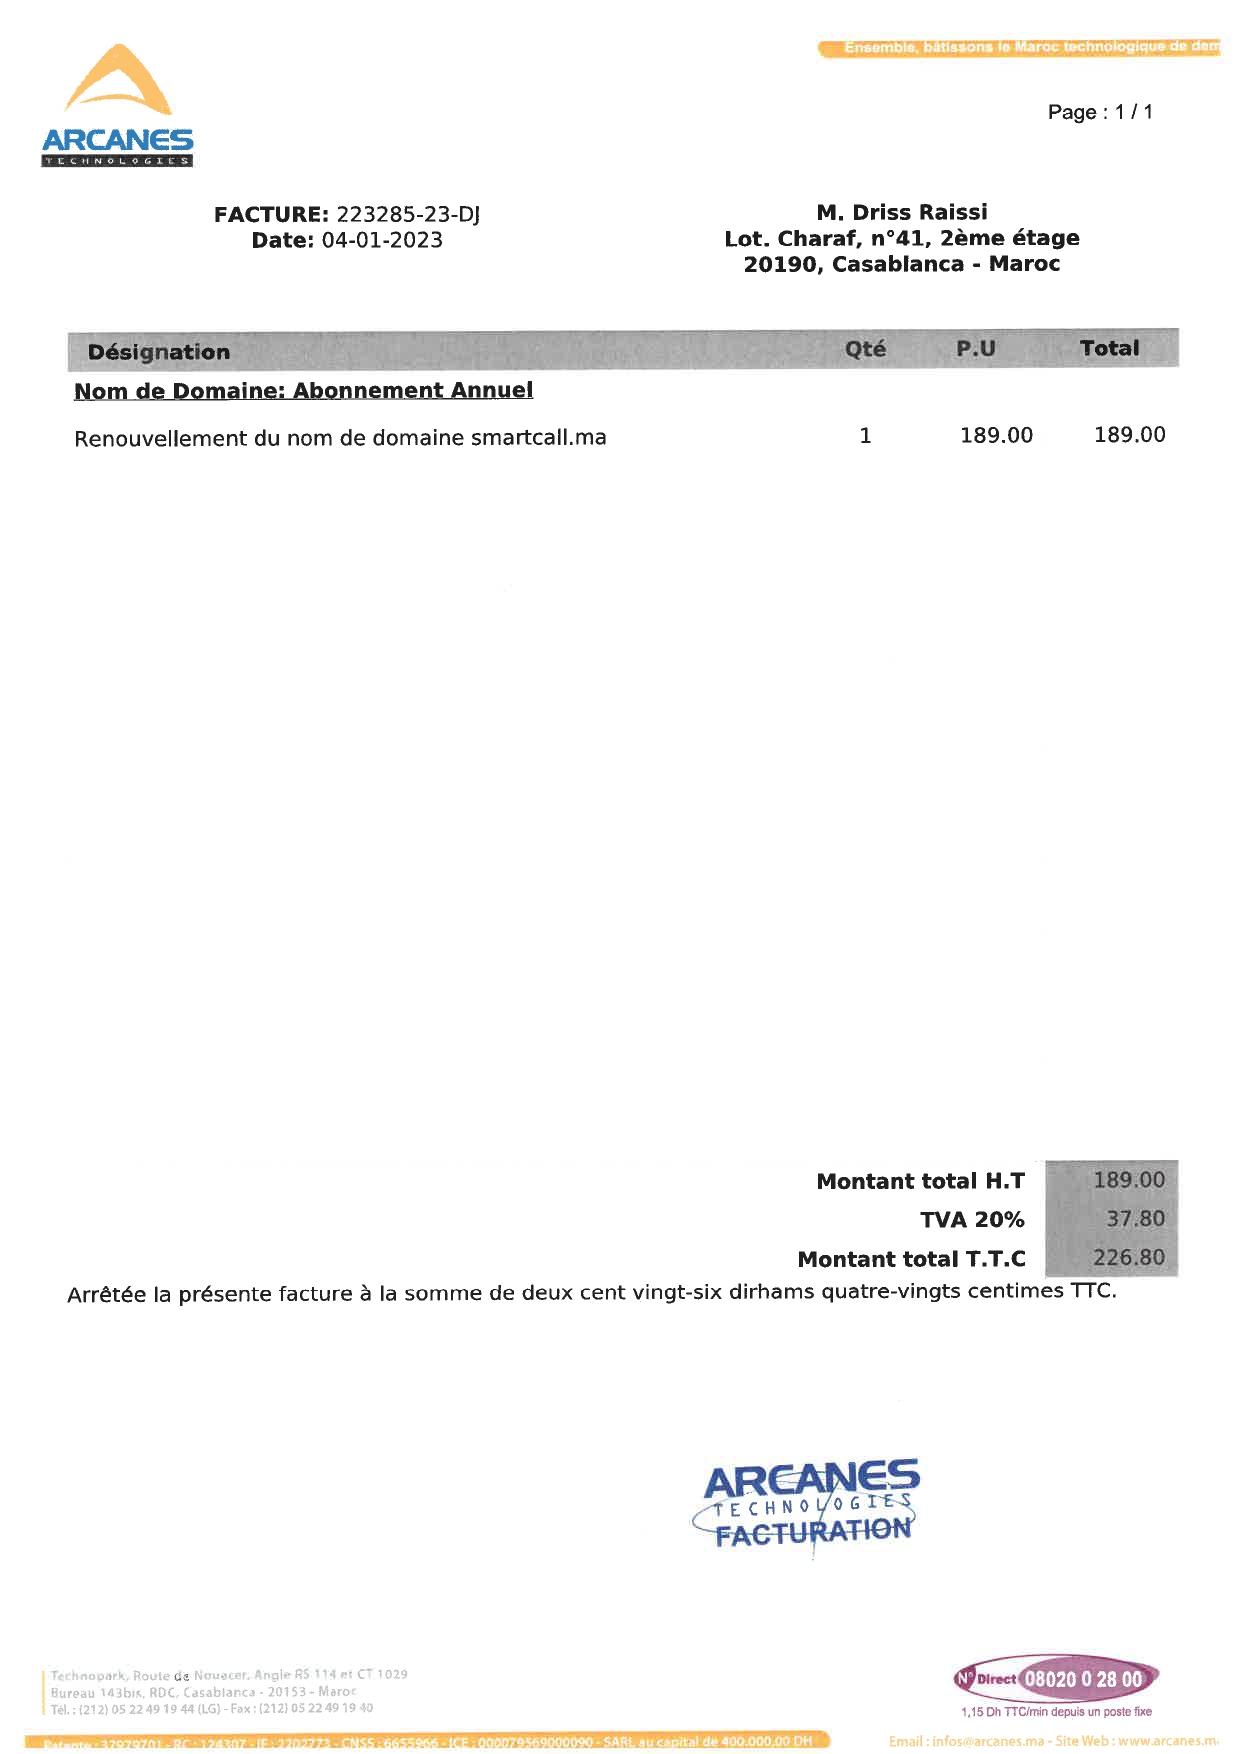 Ensemble, bâtissons le Maroc technologique de dem
ARCANES
TECHNOLOGIES
Page : 1 / 1
FACTURE: 223285-23-DJ
Date: 04-01-2023
M. Driss Raissi
Lot. Charaf, n°41, 2ème étage
20190, Casablanca - Maroc
Désignation Qté P.U Total
Nom de Domaine: Abonnement Annuel
Renouvellement du nom de domaine smartcall.ma 1 189.00 189.00
Montant total H.T 189.00
TVA 20% 37.80
Montant total T.T.C 226.80
Arrêtée la présente facture à la somme de deux cent vingt-six dirhams quatre-vingts centimes TTC.
ARCANES
TECHNOLOGIES
FACTURATION
Technopark, Route de Nouacer, Angle RS 114 et CT 1029
Bureau 143bis, RDC, Casablanca - 20153 - Maroc
Tél. : (212) 05 22 49 19 44 (LG) - Fax : (212) 05 22 49 19 40
N° Direct 08020 0 28 00
1,15 Dh TTC/min depuis un poste fixe
Patente : 37979701 - RC : 124307 - IF : 2202773 - CNSS : 6655966 - ICE : 000079569000090 - SARL au capital de 400.000,00 DH
Email : infos@arcanes.ma - Site Web : www.arcanes.m